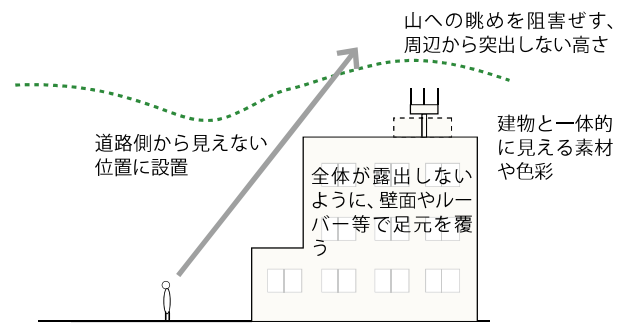 山への眺めを阻害ぜす、
周辺から突出しない高さ
道路側から見えない
位置に設置
建物と一体的
に見える素材
や色彩
全体が露出しない
ように、壁面やルー
バー等で足元を覆
う